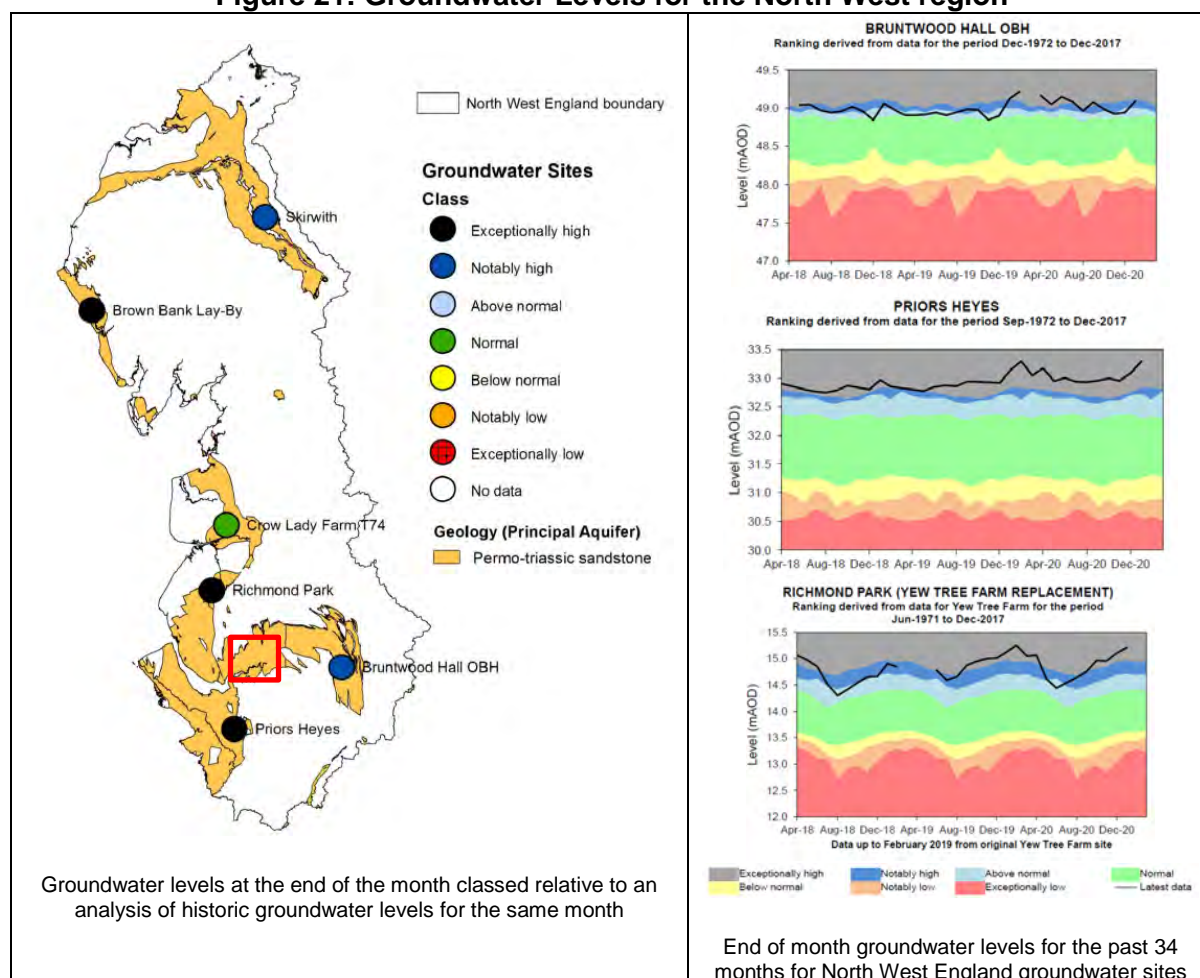 Figure 21: Groundwater Levels for the North West region
North West England boundary
Groundwater Sites
Class
Exceptionally high
Notably high
Above normal
Normal
Below normal
Notably low
Exceptionally low
No data
Geology (Principal Aquifer)
Permo-triassic sandstone
Skirwith
Brown Bank Lay-By
Crow Lady Farm T74
Richmond Park
Bruntwood Hall OBH
Priors Heyes
Groundwater levels at the end of the month classed relative to an
analysis of historic groundwater levels for the same month
BRUNTWOOD HALL OBH
Ranking derived from data for the period Dec-1972 to Dec-2017
Level (mAOD)
49.5
49.0
48.5
48.0
47.5
47.0
Apr-18 Aug-18 Dec-18 Apr-19 Aug-19 Dec-19 Apr-20 Aug-20 Dec-20
PRIORS HEYES
Ranking derived from data for the period Sep-1972 to Dec-2017
Level (mAOD)
33.5
33.0
32.5
32.0
31.5
31.0
30.5
30.0
Apr-18 Aug-18 Dec-18 Apr-19 Aug-19 Dec-19 Apr-20 Aug-20 Dec-20
RICHMOND PARK (YEW TREE FARM REPLACEMENT)
Ranking derived from data for Yew Tree Farm for the period
Jun-1971 to Dec-2017
Level (mAOD)
15.5
15.0
14.5
14.0
13.5
13.0
12.5
12.0
Apr-18 Aug-18 Dec-18 Apr-19 Aug-19 Dec-19 Apr-20 Aug-20 Dec-20
Data up to February 2019 from original Yew Tree Farm site
Exceptionally high Notably high Above normal Normal
Below normal Notably low Exceptionally low Latest data
End of month groundwater levels for the past 34
months for North West England groundwater sites